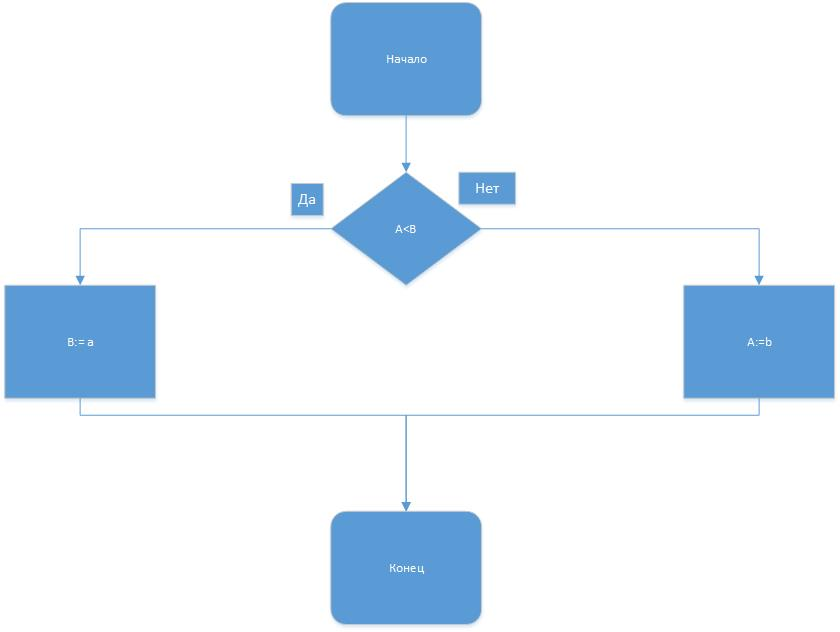 Начало
Да
Нет
A<B
B:= a
A:=b
Конец